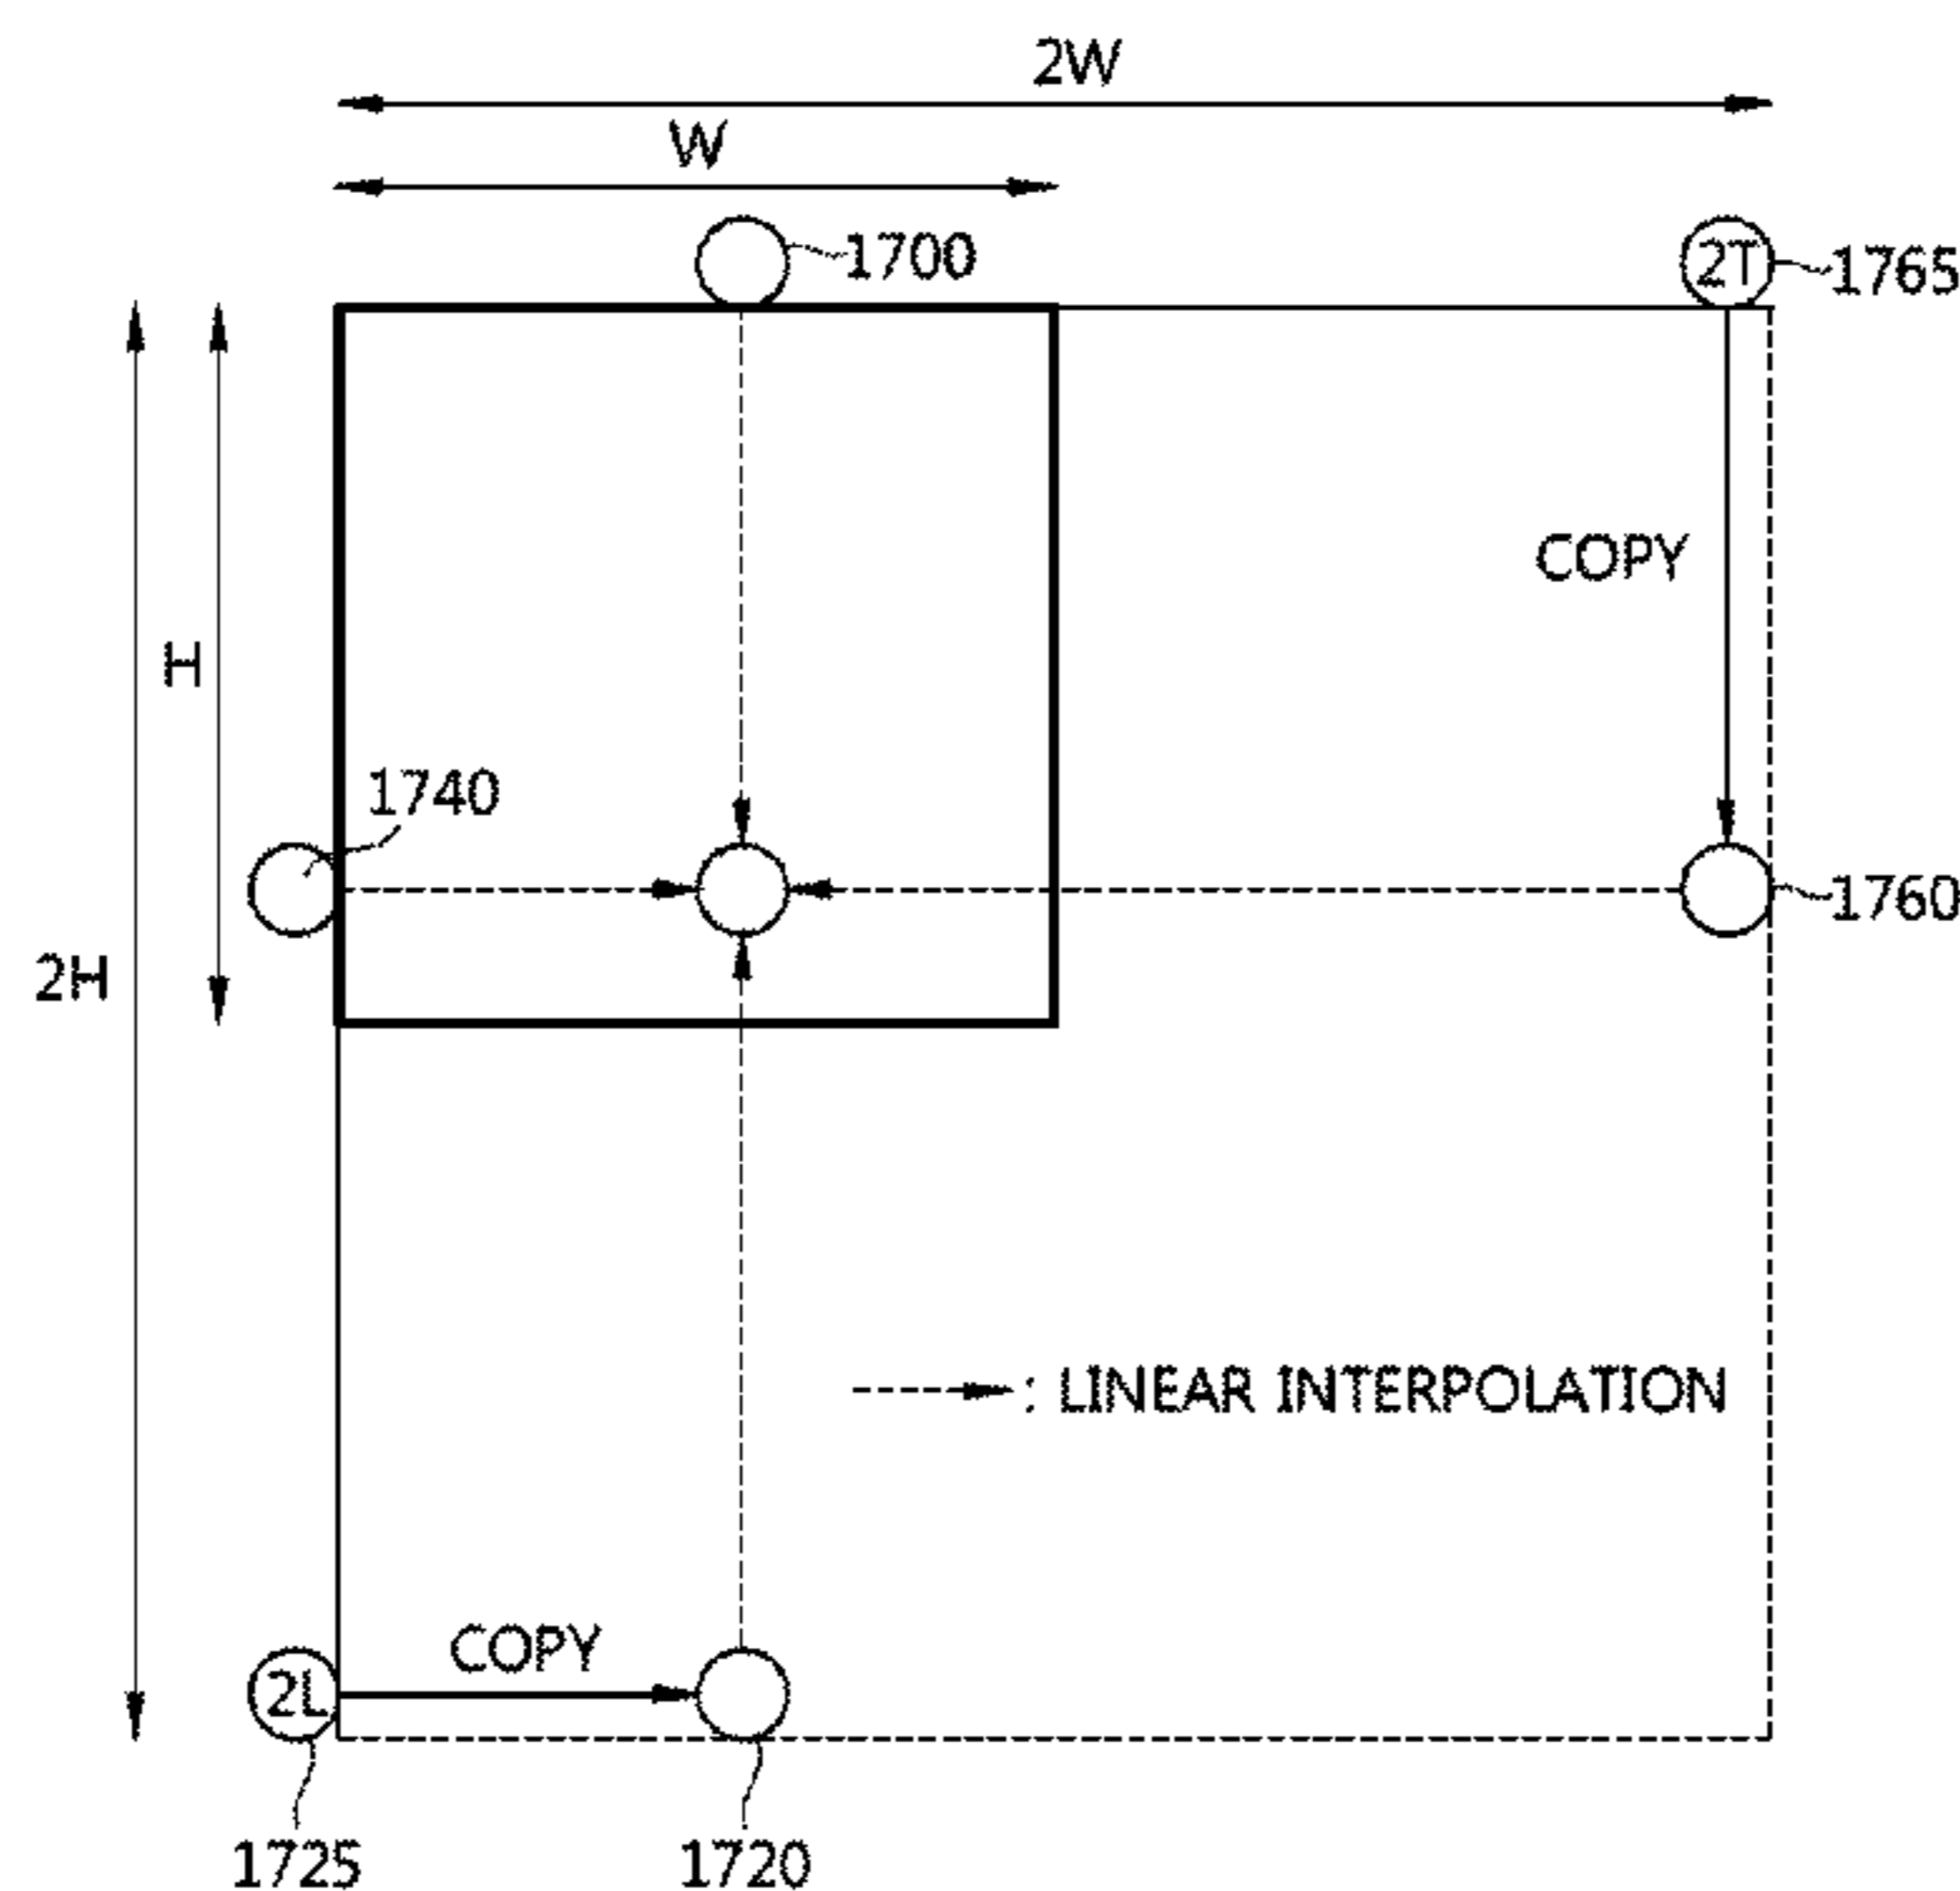 2W
W
1700
2T
1765
COPY
H
1740
1760
2H
: LINEAR INTERPOLATION
COPY
2L
1725
1720